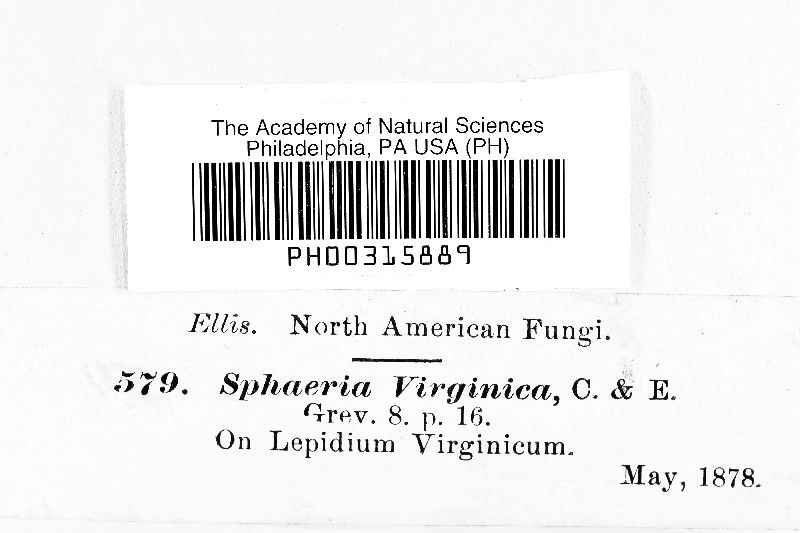 The Academy of Natural Sciences
Philadelphia, PA USA (PH)
PH00315889
Ellis. North American Fungi.
579. Sphaeria Virginica, C. & E.
Grev. 8. p. 16.
On Lepidium Virginicum.
May, 1878.